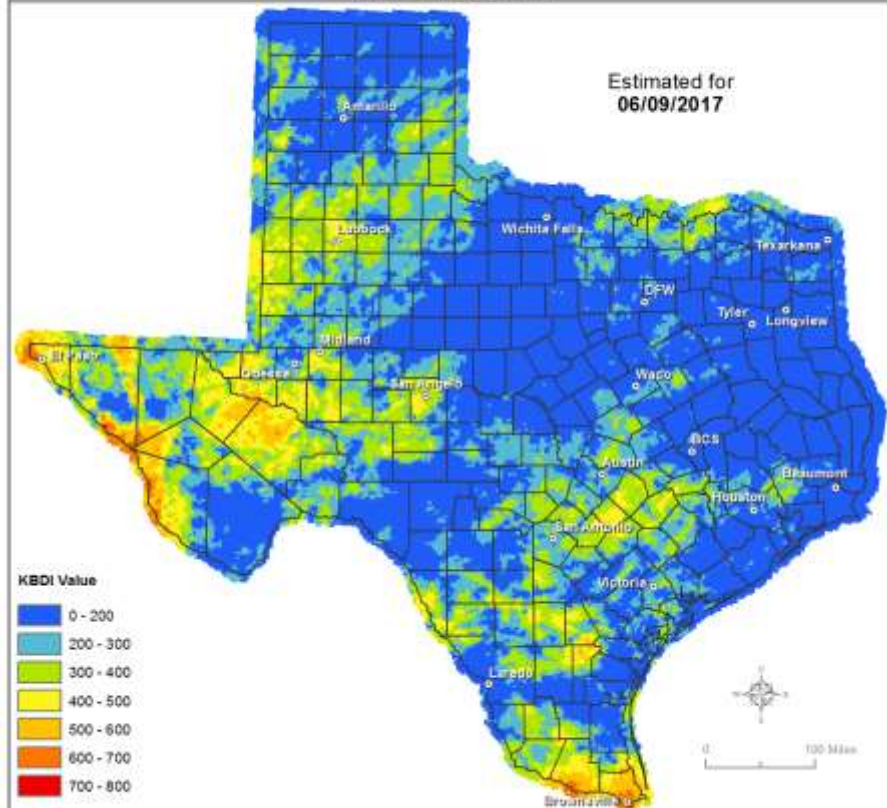 Estimated for
06/09/2017
Amarillo
Lubbock
Wichita Falls
Texarkana
DFW
Tyler
Longview
Midland
El Paso
Odessa
San Angelo
Waco
BCS
Austin
Beaumont
Houston
San Antonio
Victoria
Laredo
Brownsville
KBDI Value
0 - 200
200 - 300
300 - 400
400 - 500
500 - 600
600 - 700
700 - 800
0 100 Miles